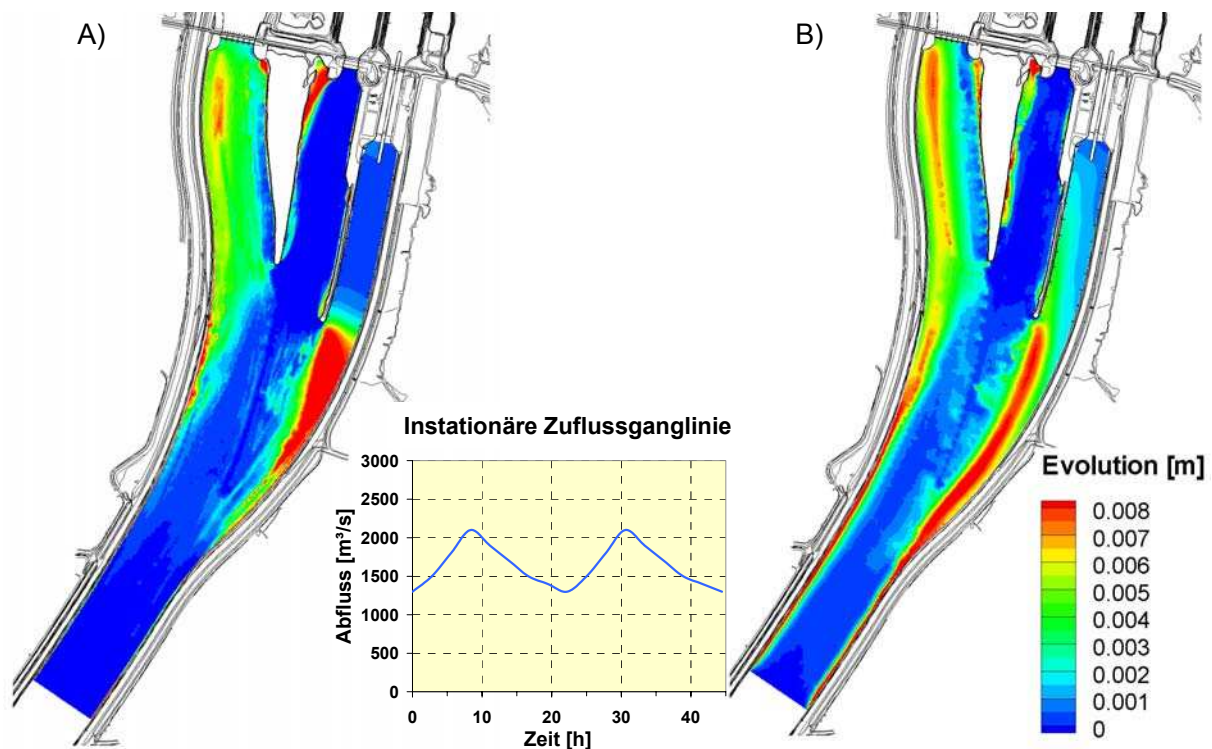 A)
B)
Instationäre Zuflussganglinie
Abfluss [m³/s]
3000
2500
2000
1500
1000
500
0
0 10 20 30 40
Zeit [h]
Evolution [m]
0.008
0.007
0.006
0.005
0.004
0.003
0.002
0.001
0